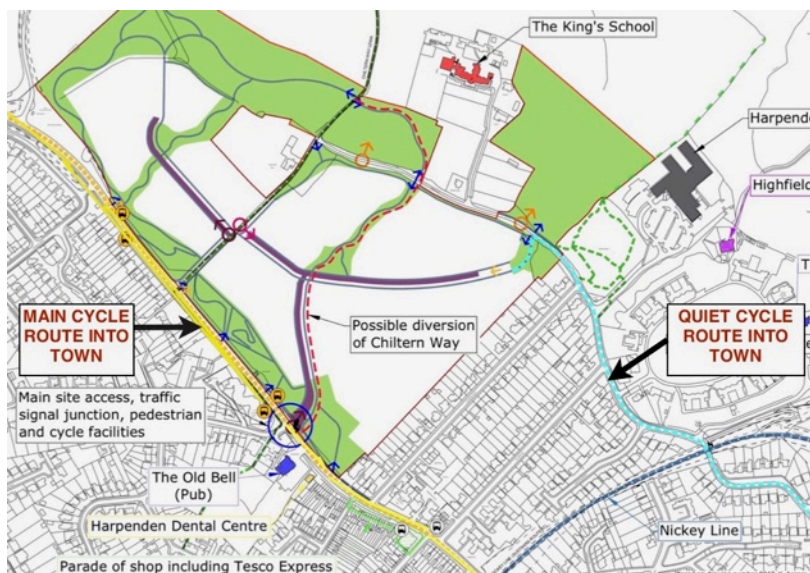 The King's School
Harpende
Highfield
T
MAIN CYCLE
ROUTE INTO
TOWN
QUIET CYCLE
ROUTE INTO
TOWN
Possible diversion
of Chiltern Way
Main site access, traffic
signal junction, pedestrian
and cycle facilities
The Old Bell
(Pub)
Harpenden Dental Centre
Nickey Line
Parade of shop including Tesco Express